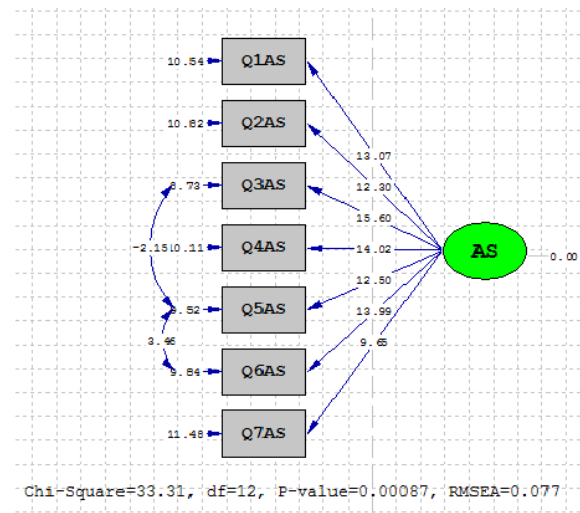 10.54 Q1AS
10.82 Q2AS
13.07
12.30
8.73 Q3AS
15.60
-2.15 10.11 Q4AS 14.02 AS 0.00
12.50
9.52 Q5AS 13.99
3.46 9.65
9.84 Q6AS
11.48 Q7AS
Chi-Square=33.31, df=12, P-value=0.00087, RMSEA=0.077